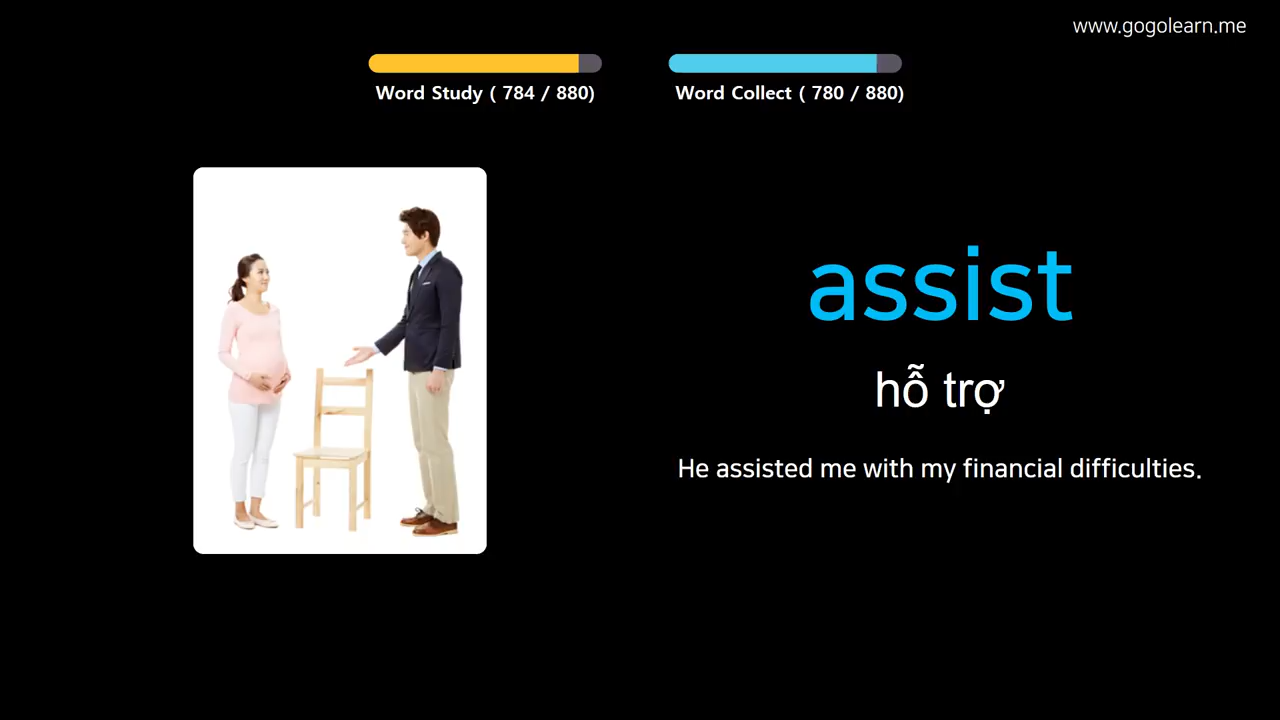 www.gogolearn.me
Word Study ( 784 / 880)
Word Collect ( 780 / 880)
assist
hỗ trợ
He assisted me with my financial difficulties.